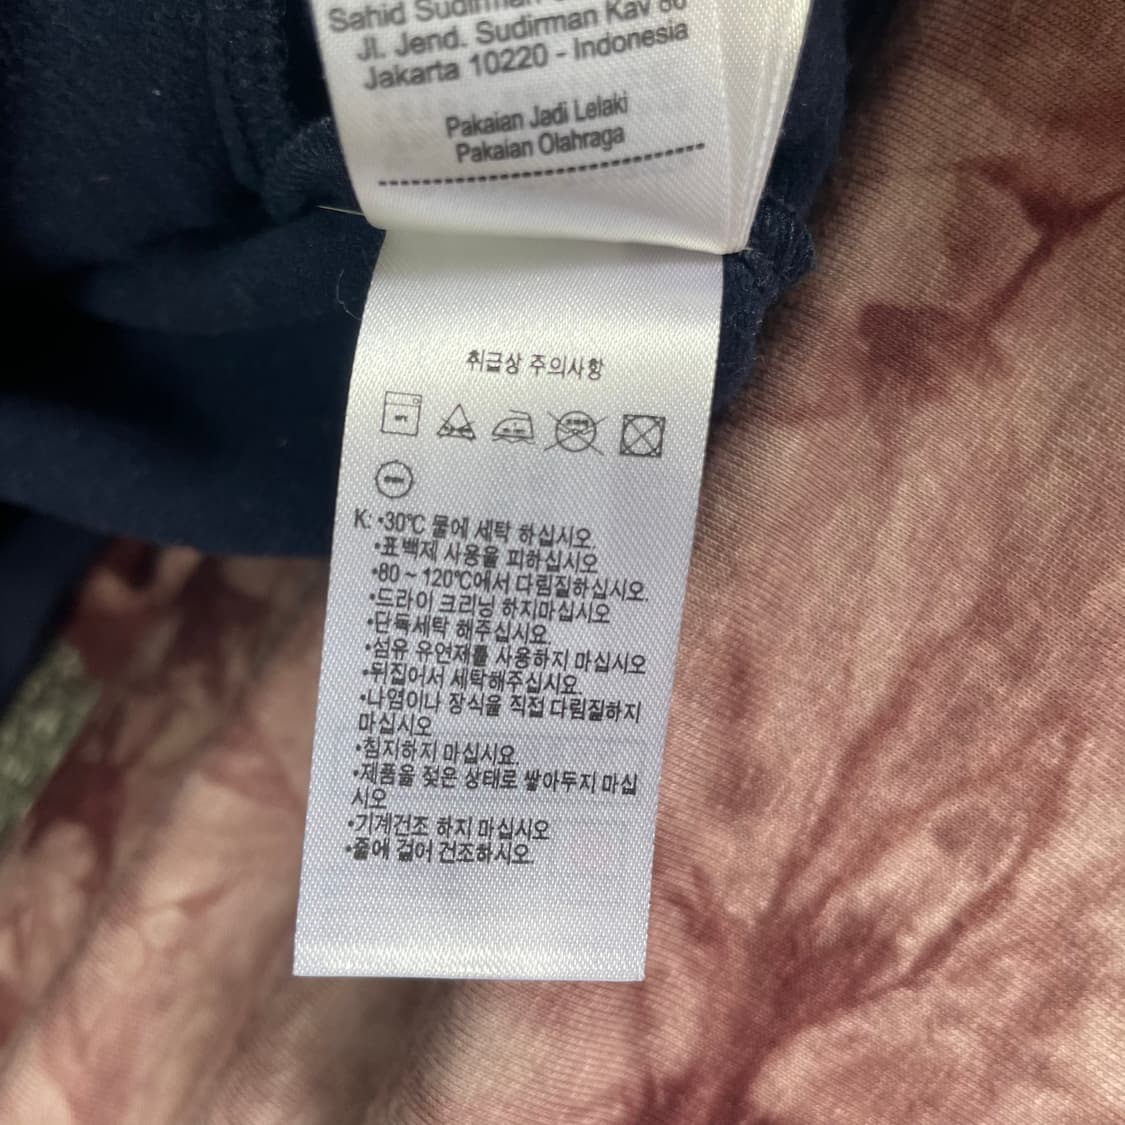 Sahid Sudirman
Jl. Jend. Sudirman Kav 86
Jakarta 10220 - Indonesia
Pakaian Jadi Lelaki
Pakaian Olahraga
취급상 주의사항
K: •30℃ 물에 세탁 하십시오.
•표백제 사용을 피하십시오
•80 ~ 120℃에서 다림질하십시오
•드라이 크리닝 하지마십시오
•단독세탁 해주십시요.
•섬유 유연제를 사용하지 마십시오
•뒤집어서 세탁해주십시요.
•나염이나 장식을 직접 다림질하지
마십시오
•침지하지 마십시요.
•제품을 젖은 상태로 쌓아두지 마십
시오
•기계건조 하지 마십시오
•줄에 걸어 건조하시오.